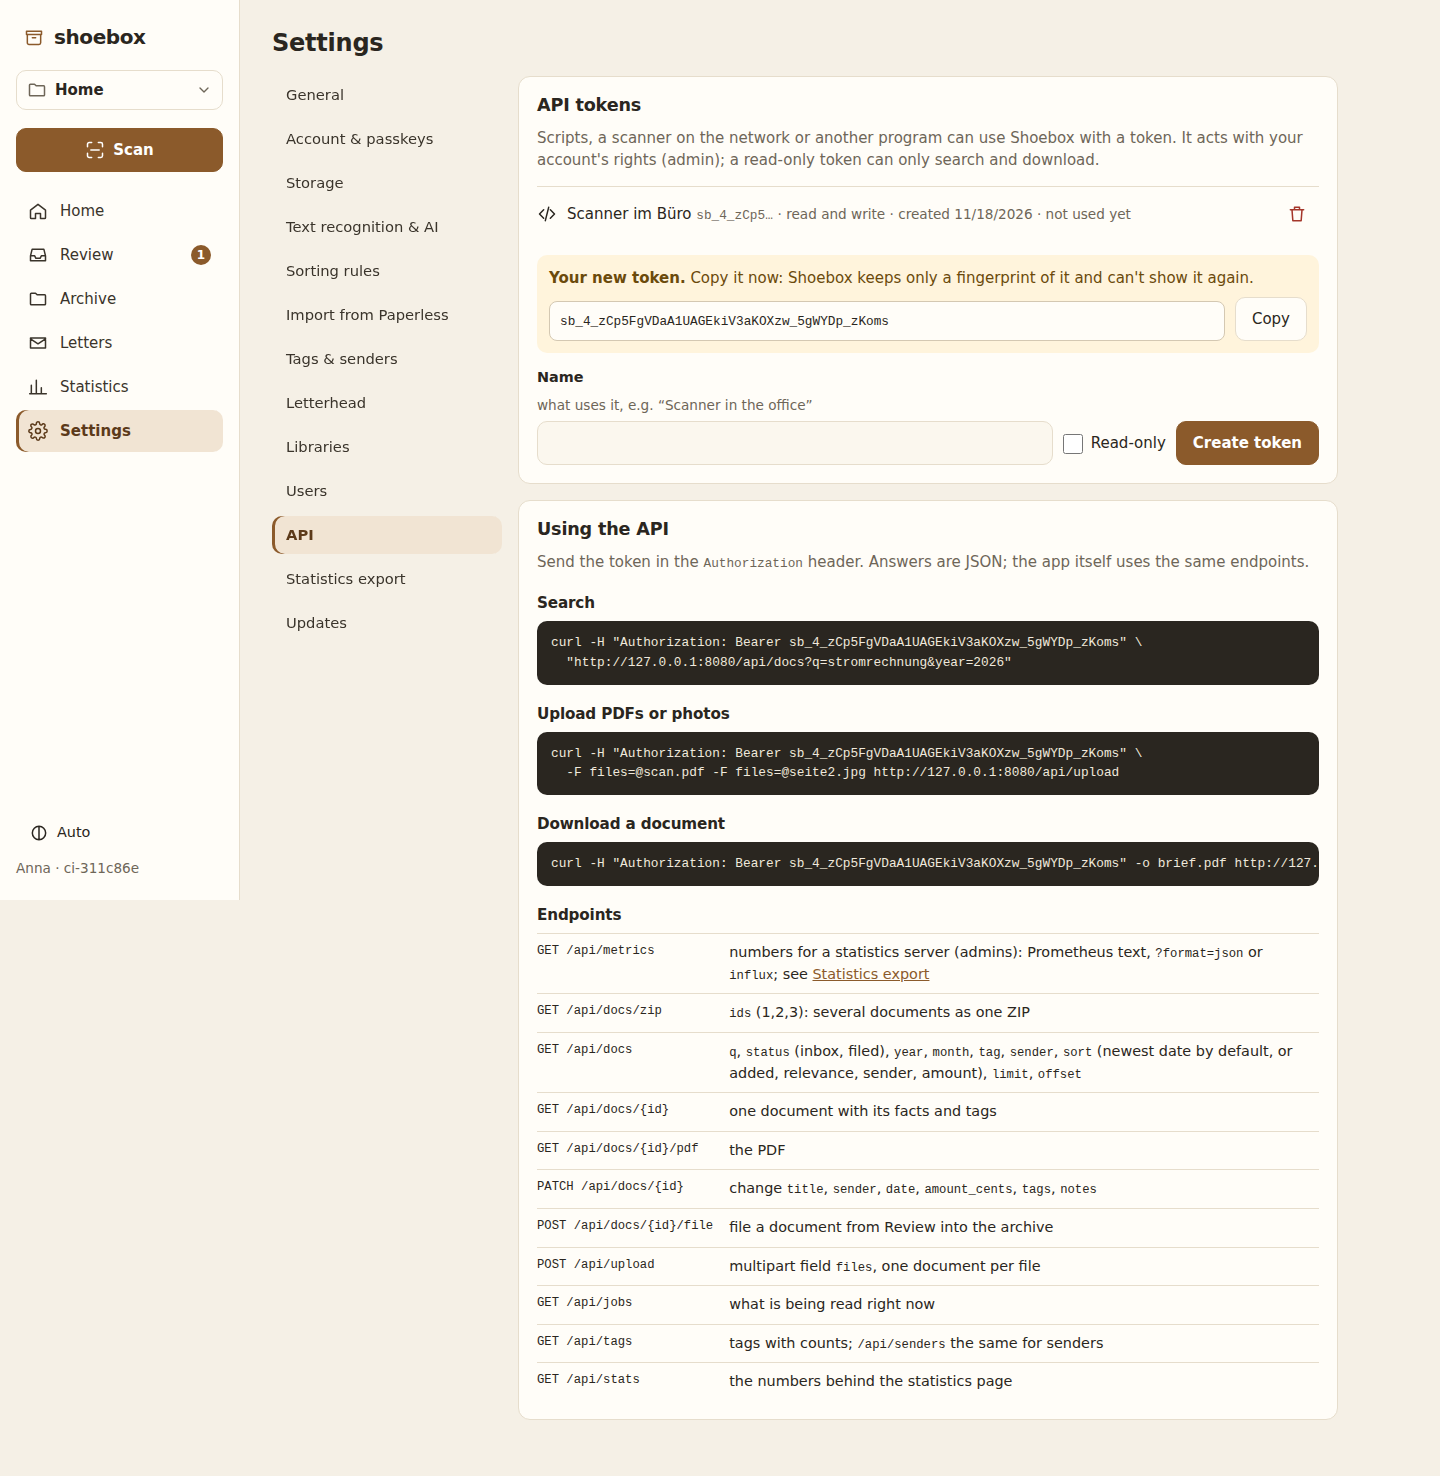 shoebox
Home
Scan
Home
Review 1
Archive
Letters
Statistics
Settings
Auto
Anna · ci-311c86e
Settings
General
Account & passkeys
Storage
Text recognition & AI
Sorting rules
Import from Paperless
Tags & senders
Letterhead
Libraries
Users
API
Statistics export
Updates
API tokens
Scripts, a scanner on the network or another program can use Shoebox with a token. It acts with your
account's rights (admin); a read-only token can only search and download.
Scanner im Büro sb_4_zCp5… · read and write · created 11/18/2026 · not used yet
Your new token. Copy it now: Shoebox keeps only a fingerprint of it and can't show it again.
sb_4_zCp5FgVDaA1UAGEkiV3aKOXzw_5gWYDp_zKoms
Copy
Name
what uses it, e.g. “Scanner in the office”
Read-only
Create token
Using the API
Send the token in the Authorization header. Answers are JSON; the app itself uses the same endpoints.
Search
curl -H "Authorization: Bearer sb_4_zCp5FgVDaA1UAGEkiV3aKOXzw_5gWYDp_zKoms" \
"http://127.0.0.1:8080/api/docs?q=stromrechnung&year=2026"
Upload PDFs or photos
curl -H "Authorization: Bearer sb_4_zCp5FgVDaA1UAGEkiV3aKOXzw_5gWYDp_zKoms" \
-F files=@scan.pdf -F files=@seite2.jpg http://127.0.0.1:8080/api/upload
Download a document
curl -H "Authorization: Bearer sb_4_zCp5FgVDaA1UAGEkiV3aKOXzw_5gWYDp_zKoms" -o brief.pdf http://127.
Endpoints
GET /api/metrics numbers for a statistics server (admins): Prometheus text, ?format=json or
influx; see Statistics export
GET /api/docs/zip ids (1,2,3): several documents as one ZIP
GET /api/docs q, status (inbox, filed), year, month, tag, sender, sort (newest date by default, or
added, relevance, sender, amount), limit, offset
GET /api/docs/{id} one document with its facts and tags
GET /api/docs/{id}/pdf the PDF
PATCH /api/docs/{id} change title, sender, date, amount_cents, tags, notes
POST /api/docs/{id}/file file a document from Review into the archive
POST /api/upload multipart field files, one document per file
GET /api/jobs what is being read right now
GET /api/tags tags with counts; /api/senders the same for senders
GET /api/stats the numbers behind the statistics page